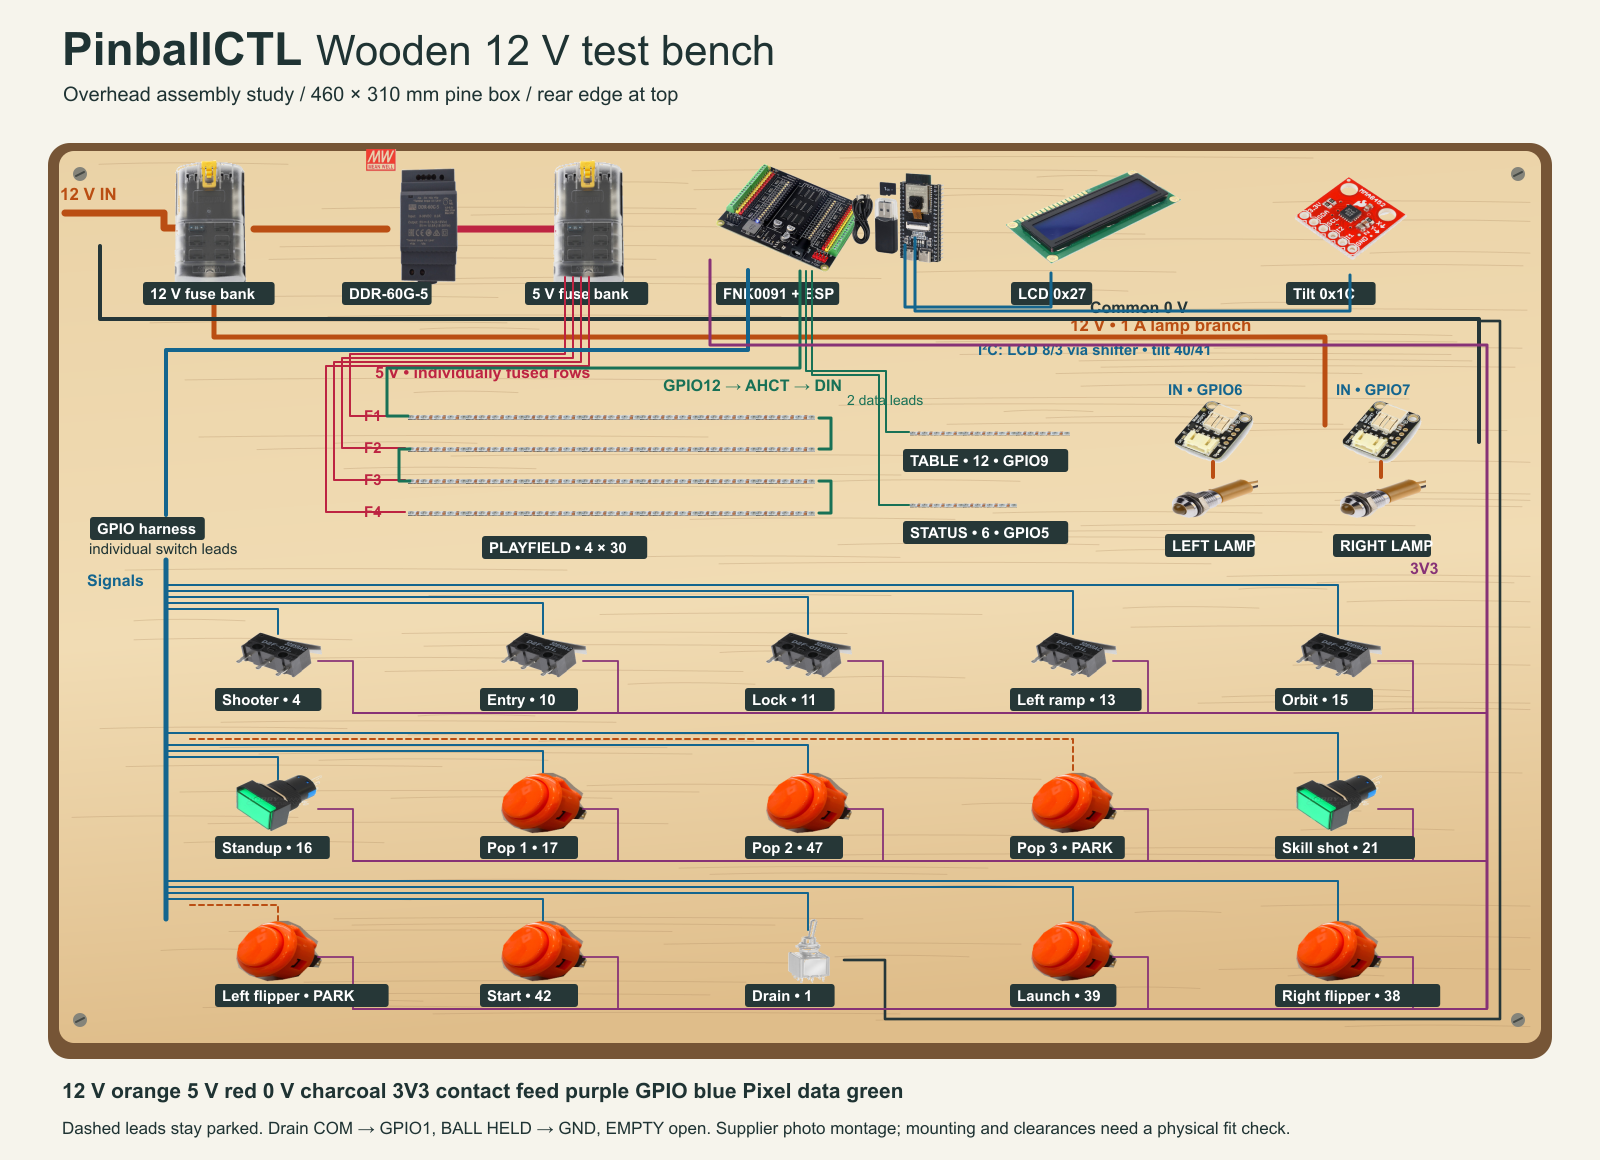 PinballCTL Wooden 12 V test bench
Overhead assembly study / 460 × 310 mm pine box / rear edge at top
MW
MEAN WELL
12 V IN
12 V fuse bank
DDR-60G-5
5 V fuse bank
FNK0091 + ESP
LCD 0x27
Tilt 0x1C
Common 0 V
12 V • 1 A lamp branch
I²C: LCD 8/3 via shifter • tilt 40/41
5 V • individually fused rows
GPIO12 → AHCT → DIN
2 data leads
IN • GPIO6
IN • GPIO7
F1
F2
F3
F4
TABLE • 12 • GPIO9
STATUS • 6 • GPIO5
PLAYFIELD • 4 × 30
LEFT LAMP
RIGHT LAMP
GPIO harness
individual switch leads
3V3
Signals
Shooter • 4
Entry • 10
Lock • 11
Left ramp • 13
Orbit • 15
Standup • 16
Pop 1 • 17
Pop 2 • 47
Pop 3 • PARK
Skill shot • 21
Left flipper • PARK
Start • 42
Drain • 1
Launch • 39
Right flipper • 38
12 V orange 5 V red 0 V charcoal 3V3 contact feed purple GPIO blue Pixel data green
Dashed leads stay parked. Drain COM → GPIO1, BALL HELD → GND, EMPTY open. Supplier photo montage; mounting and clearances need a physical fit check.